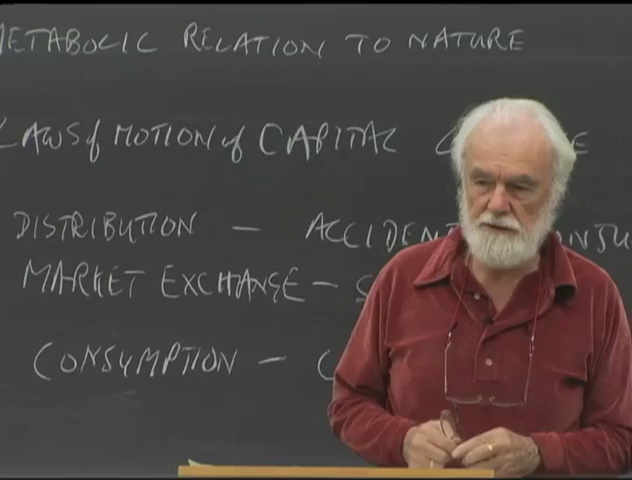 METABOLIC RELATION TO NATURE
LAWS of MOTION of CAPITAL
DISTRIBUTION — ACCIDENT
MARKET EXCHANGE — S
CONSUMPTION — C